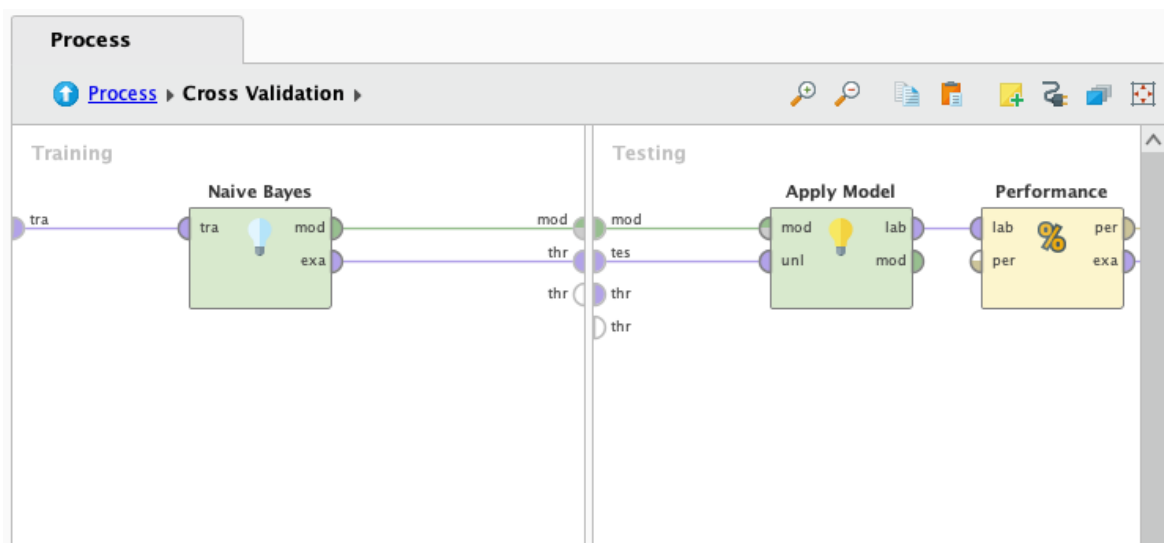 Process
Process ▸ Cross Validation ▸
Training
Testing
Naive Bayes
Apply Model
Performance
tra
tra
mod
exa
mod
thr
thr
mod
tes
thr
thr
mod
unl
lab
mod
lab
per
%
per
exa